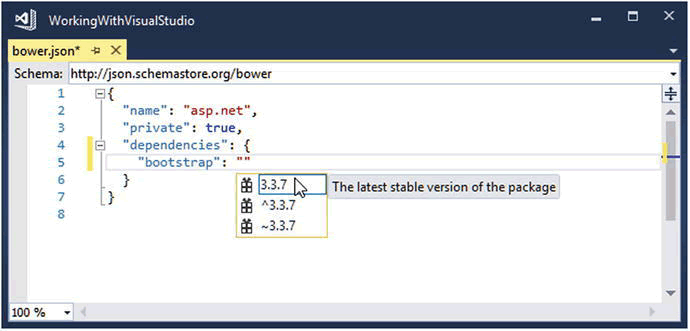 WorkingWithVisualStudio
bower.json*
Schema: http://json.schemastore.org/bower
1 {
2 "name": "asp.net",
3 "private": true,
4 "dependencies": {
5 "bootstrap": ""
6 }
7 }
8
3.3.7 The latest stable version of the package
^3.3.7
~3.3.7
100 %